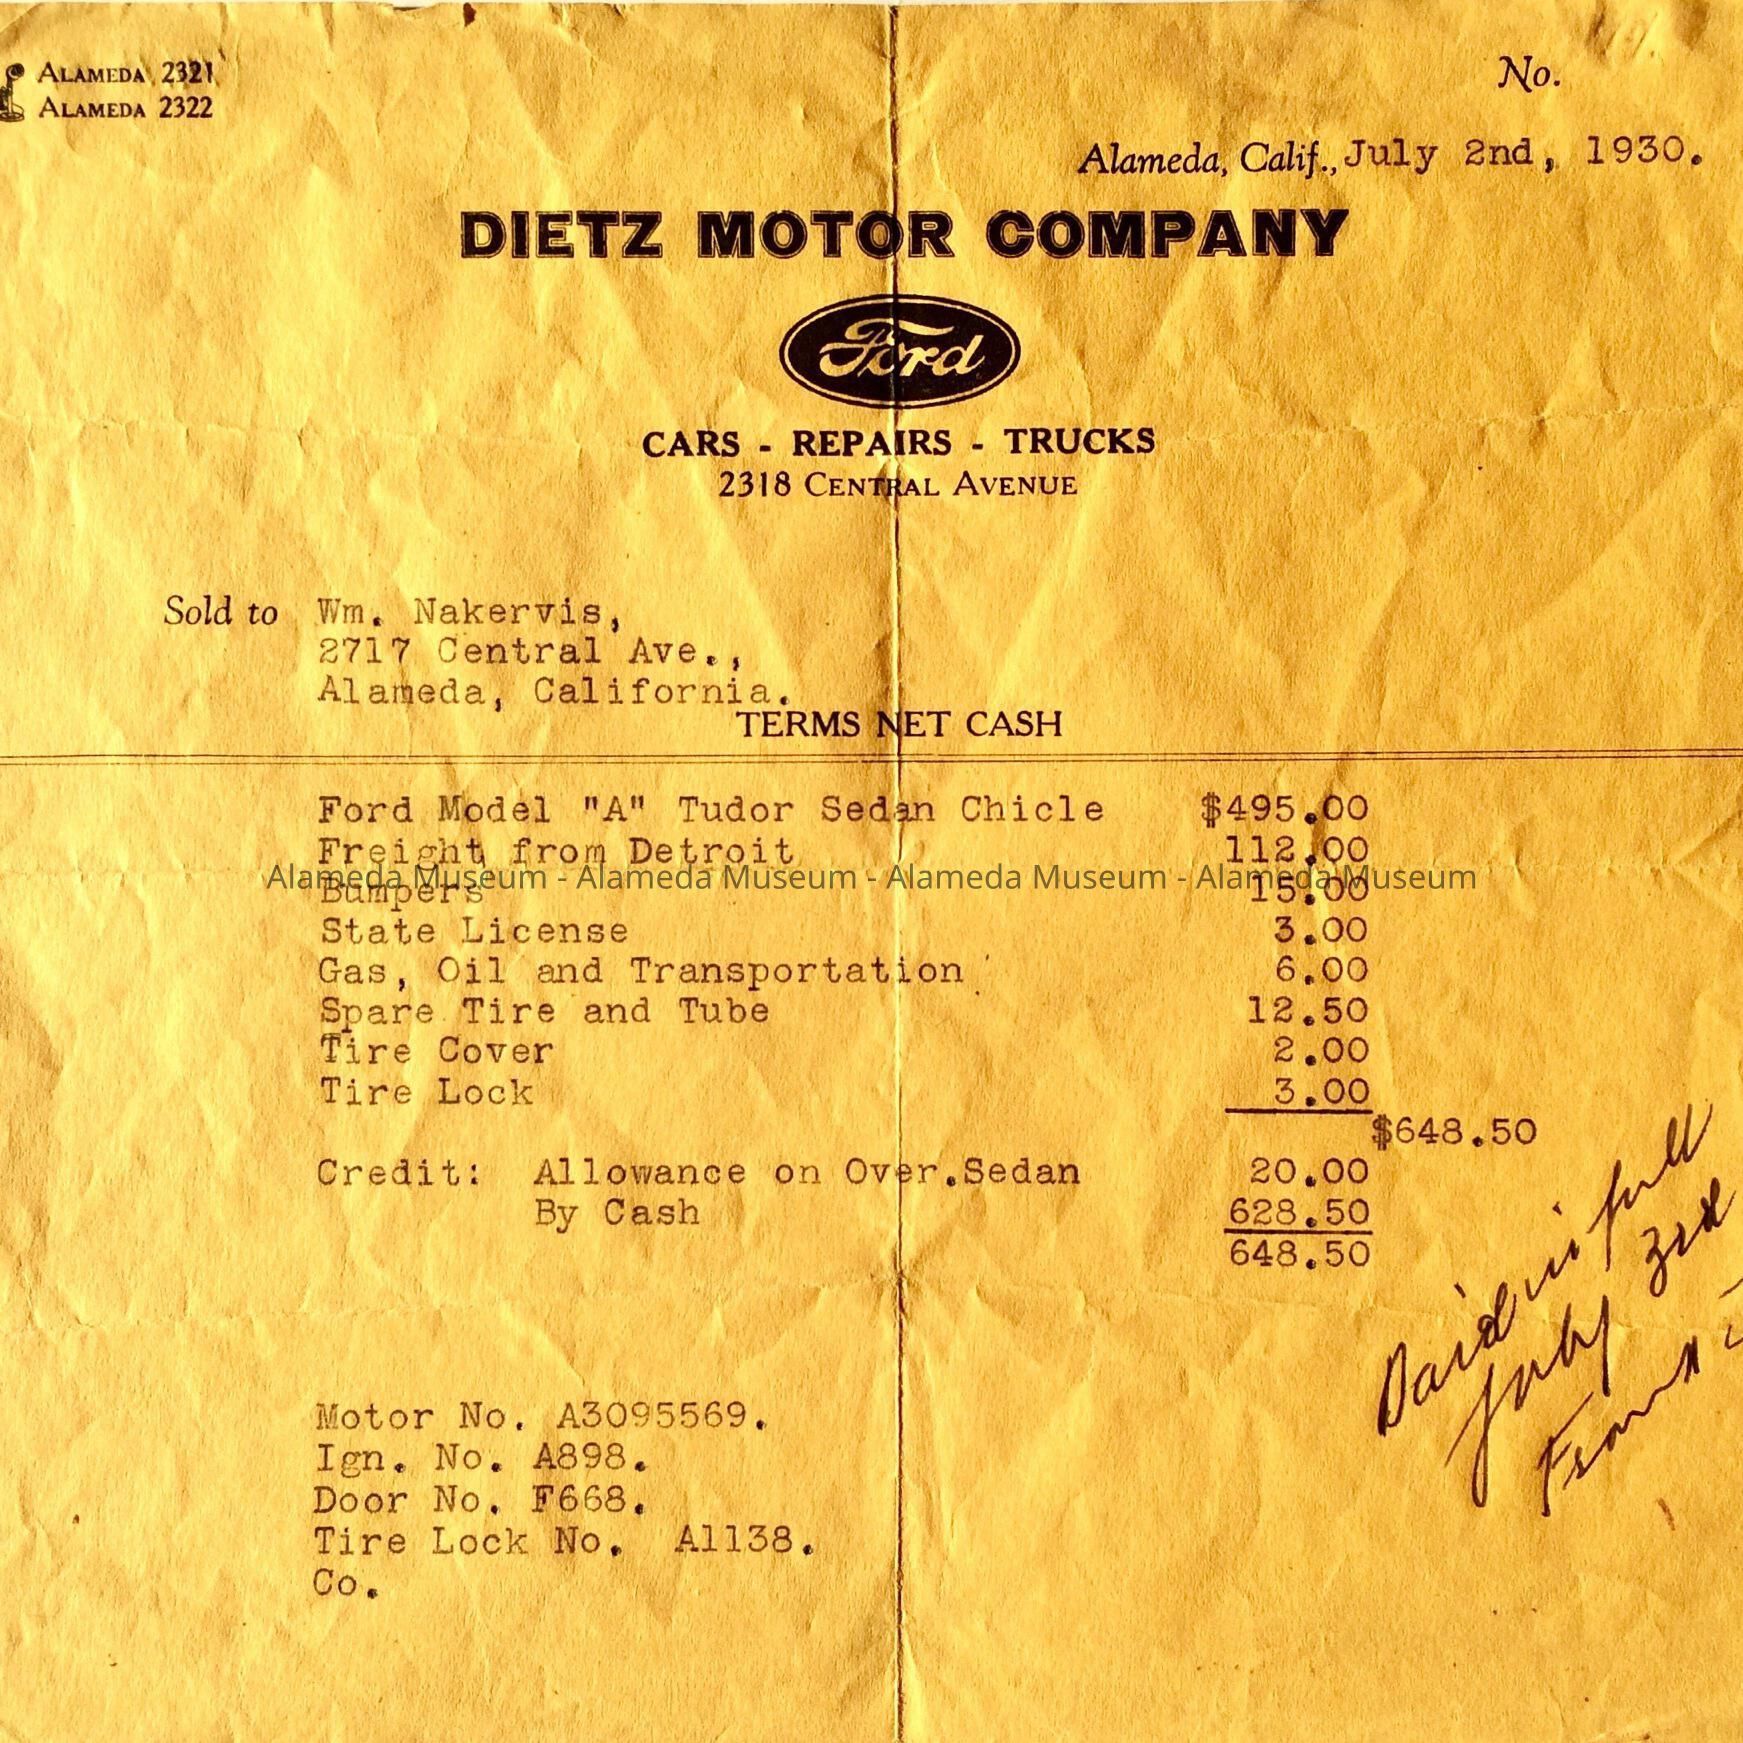 ALAMEDA 2321
ALAMEDA 2322
No.
Alameda, Calif., July 2nd, 1930.
DIETZ MOTOR COMPANY
Ford
CARS - REPAIRS - TRUCKS
2318 CENTRAL AVENUE
Sold to Wm. Nakervis,
2717 Central Ave.,
Alameda, California.
TERMS NET CASH
Ford Model "A" Tudor Sedan Chicle $495.00
Freight from Detroit 112.00
Alameda Museum - Alameda Museum - Alameda Museum - Alameda Museum
Bumpers 15.00
State License 3.00
Gas, Oil and Transportation 6.00
Spare Tire and Tube 12.50
Tire Cover 2.00
Tire Lock 3.00
$648.50
Credit: Allowance on Over.Sedan 20.00
By Cash 628.50
648.50
Paid in full
July 3rd
Motor No. A3095569.
Ign. No. A898.
Door No. F668.
Tire Lock No. A1138.
Co.